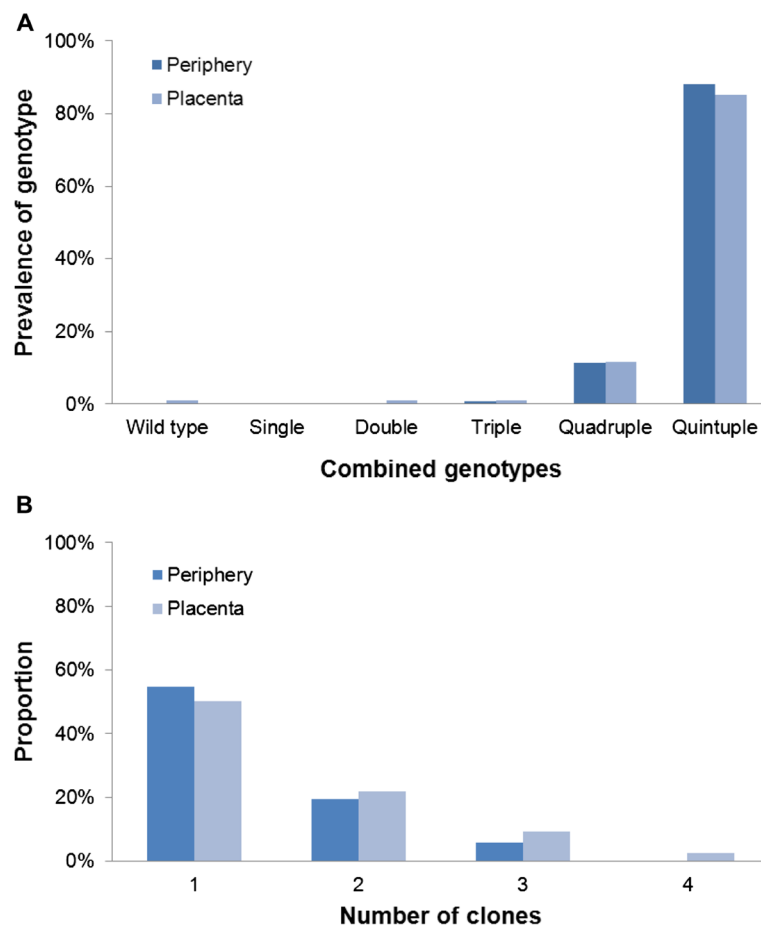 A
100%
80%
60%
40%
20%
0%
Prevalence of genotype
Periphery
Placenta
Wild type Single Double Triple Quadruple Quintuple
Combined genotypes
B
100%
80%
60%
40%
20%
0%
Proportion
Periphery
Placenta
1 2 3 4
Number of clones